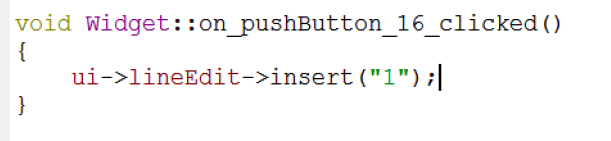 void Widget::on_pushButton_16_clicked()
{
    ui->lineEdit->insert("1");
}